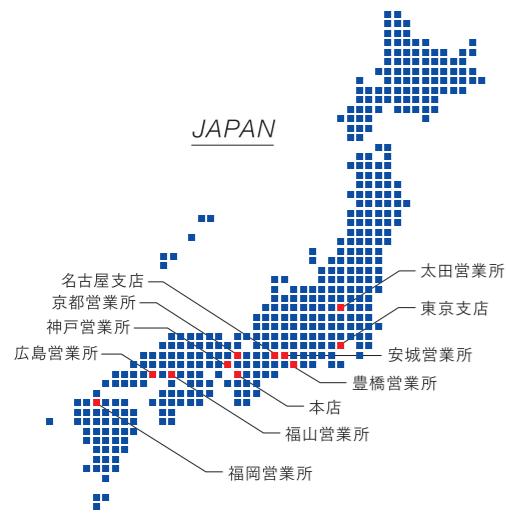 JAPAN
太田営業所
名古屋支店
京都営業所
東京支店
神戸営業所
広島営業所
安城営業所
豊橋営業所
本店
福山営業所
福岡営業所